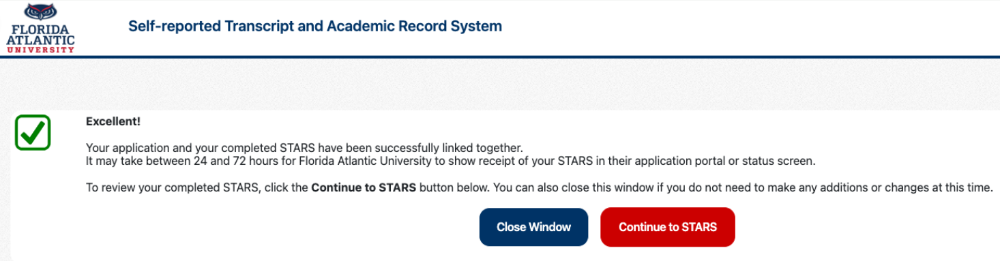 FLORIDA
ATLANTIC
UNIVERSITY
Self-reported Transcript and Academic Record System
Excellent!
Your application and your completed STARS have been successfully linked together.
It may take between 24 and 72 hours for Florida Atlantic University to show receipt of your STARS in their application portal or status screen.
To review your completed STARS, click the Continue to STARS button below. You can also close this window if you do not need to make any additions or changes at this time.
Close Window
Continue to STARS